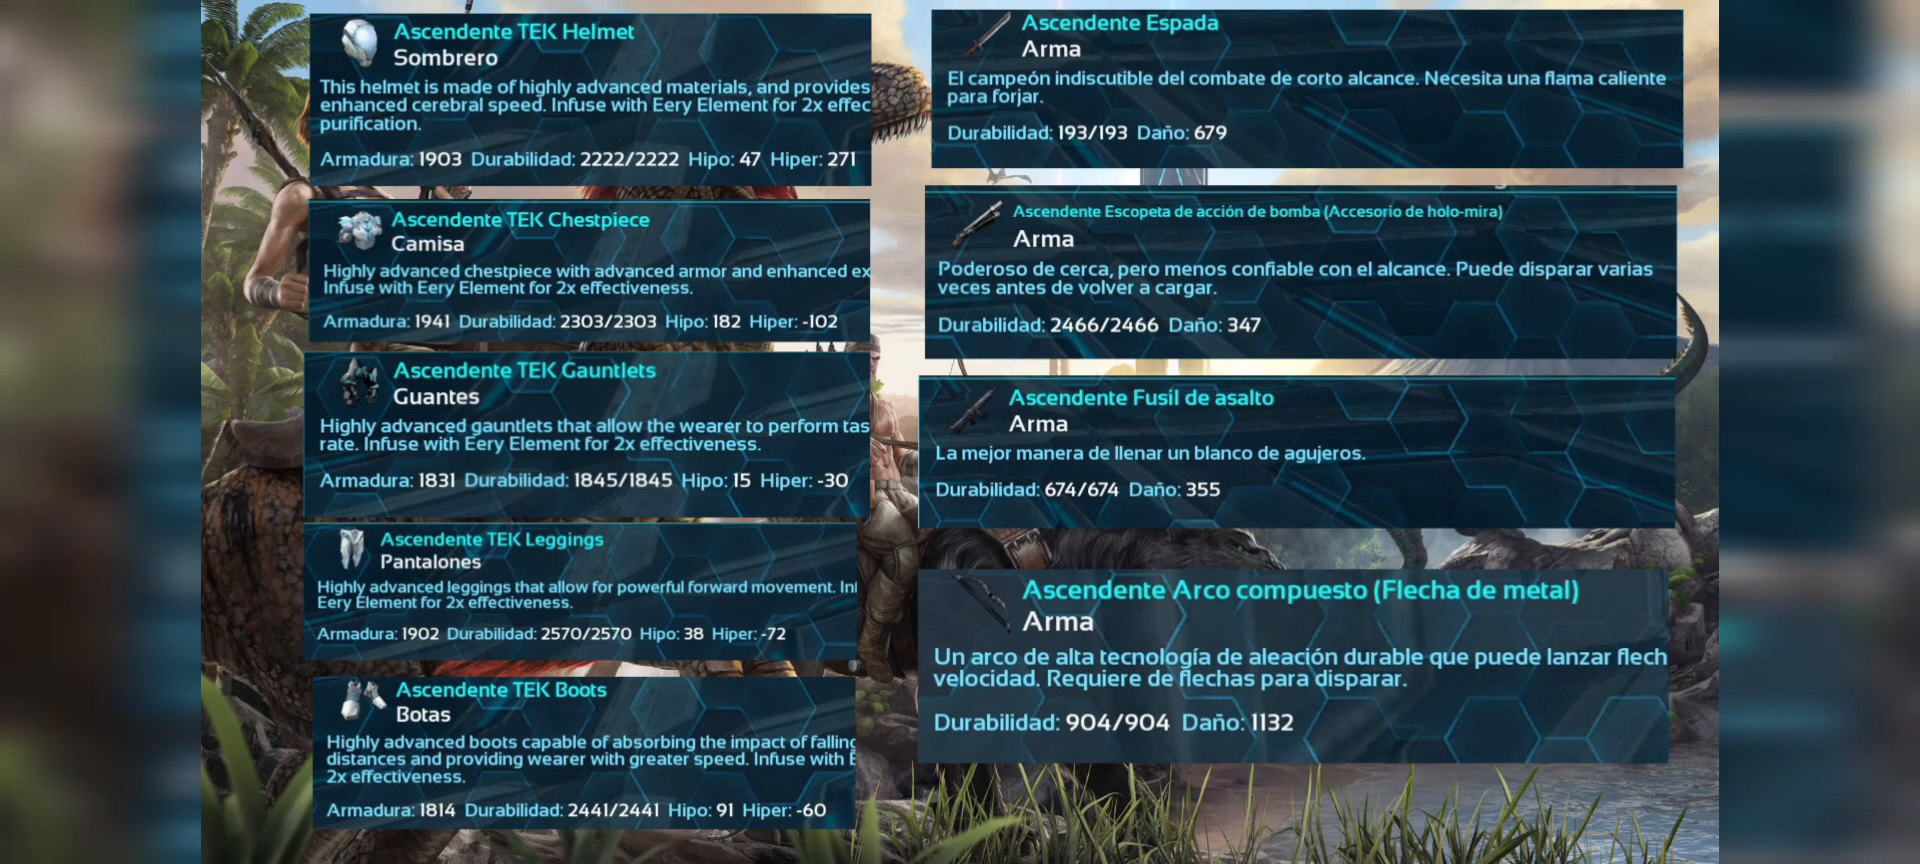 Ascendente TEK Helmet
Sombrero
This helmet is made of highly advanced materials, and provides
enhanced cerebral speed. Infuse with Eery Element for 2x effec
purification.
Armadura: 1903 Durabilidad: 2222/2222 Hipo: 47 Hiper: 271
Ascendente TEK Chestpiece
Camisa
Highly advanced chestpiece with advanced armor and enhanced ex
Infuse with Eery Element for 2x effectiveness.
Armadura: 1941 Durabilidad: 2303/2303 Hipo: 182 Hiper: -102
Ascendente TEK Gauntlets
Guantes
Highly advanced gauntlets that allow the wearer to perform tas
rate. Infuse with Eery Element for 2x effectiveness.
Armadura: 1831 Durabilidad: 1845/1845 Hipo: 15 Hiper: -30
Ascendente TEK Leggings
Pantalones
Highly advanced leggings that allow for powerful forward movement. In
Eery Element for 2x effectiveness.
Armadura: 1902 Durabilidad: 2570/2570 Hipo: 38 Hiper: -72
Ascendente TEK Boots
Botas
Highly advanced boots capable of absorbing the impact of falling
distances and providing wearer with greater speed. Infuse with E
2x effectiveness.
Armadura: 1814 Durabilidad: 2441/2441 Hipo: 91 Hiper: -60
Ascendente Espada
Arma
El campeón indiscutible del combate de corto alcance. Necesita una flama caliente
para forjar.
Durabilidad: 193/193 Daño: 679
Ascendente Escopeta de acción de bomba (Accesorio de holo-mira)
Arma
Poderoso de cerca, pero menos confiable con el alcance. Puede disparar varias
veces antes de volver a cargar.
Durabilidad: 2466/2466 Daño: 347
Ascendente Fusil de asalto
Arma
La mejor manera de llenar un blanco de agujeros.
Durabilidad: 674/674 Daño: 355
Ascendente Arco compuesto (Flecha de metal)
Arma
Un arco de alta tecnología de aleación durable que puede lanzar flech
velocidad. Requiere de flechas para disparar.
Durabilidad: 904/904 Daño: 1132